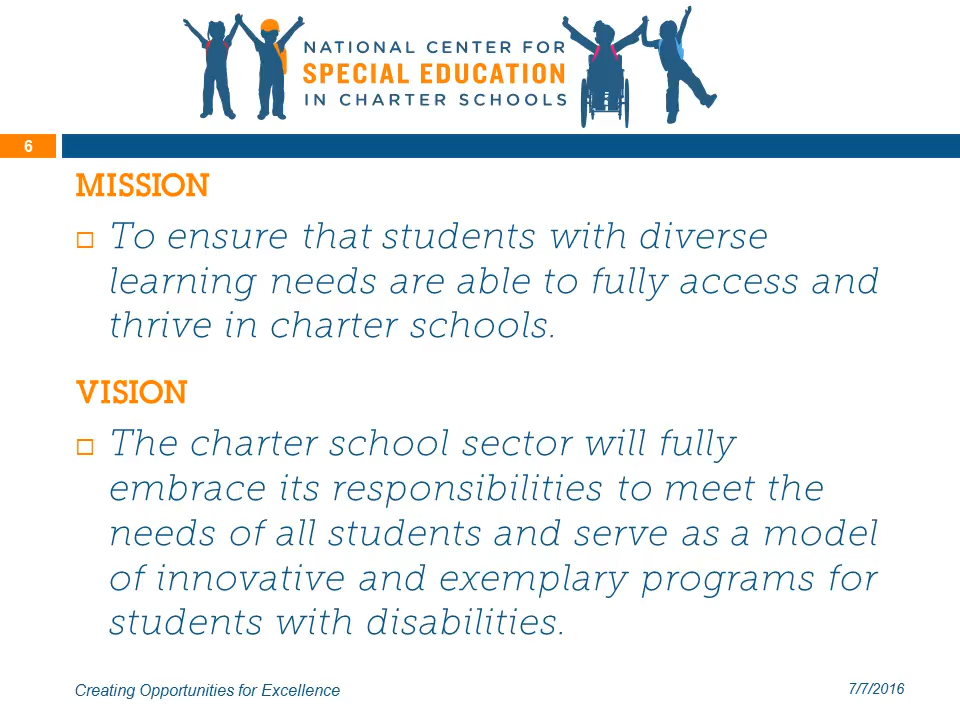 NATIONAL CENTER FOR
SPECIAL EDUCATION
IN CHARTER SCHOOLS
6
MISSION
To ensure that students with diverse
learning needs are able to fully access and
thrive in charter schools.
VISION
The charter school sector will fully
embrace its responsibilities to meet the
needs of all students and serve as a model
of innovative and exemplary programs for
students with disabilities.
Creating Opportunities for Excellence
7/7/2016